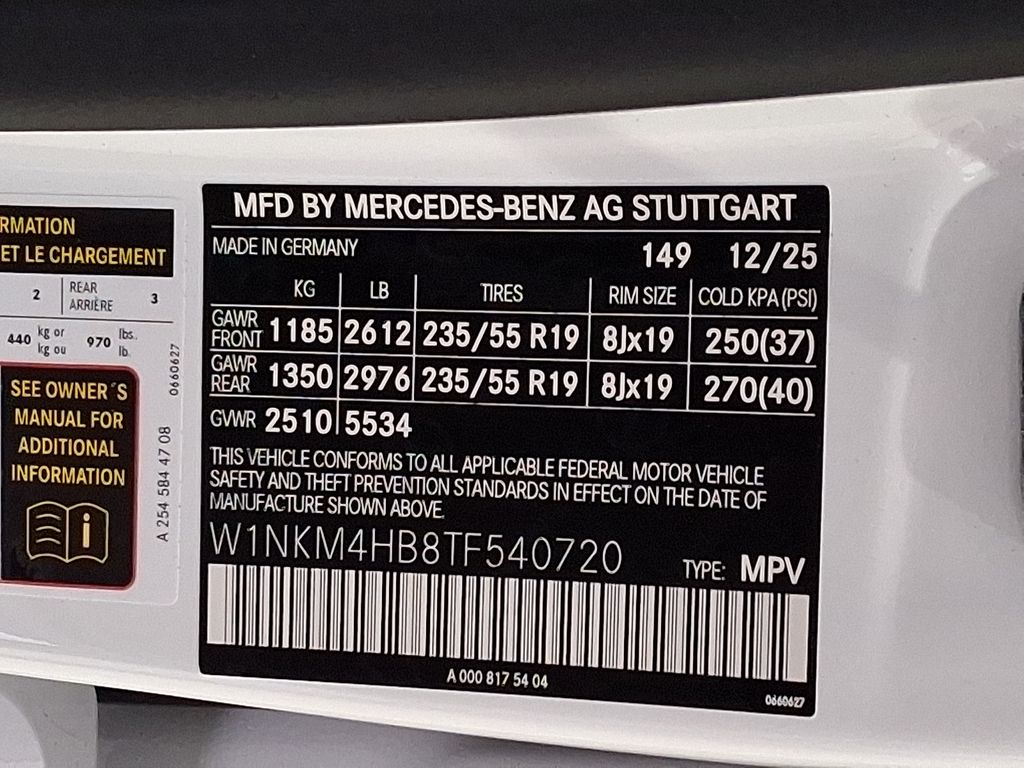 RMATION
ET LE CHARGEMENT
2 REAR ARRIÈRE 3
440 kg or kg ou 970 lbs. lb.
SEE OWNER´S
MANUAL FOR
ADDITIONAL
INFORMATION
i
0660627
A 254 584 47 08
MFD BY MERCEDES-BENZ AG STUTTGART
MADE IN GERMANY 149 12/25
KG LB TIRES RIM SIZE COLD KPA(PSI)
GAWR FRONT 1185 2612 235/55 R19 8Jx19 250(37)
GAWR REAR 1350 2976 235/55 R19 8Jx19 270(40)
GVWR 2510 5534
THIS VEHICLE CONFORMS TO ALL APPLICABLE FEDERAL MOTOR VEHICLE
SAFETY AND THEFT PREVENTION STANDARDS IN EFFECT ON THE DATE OF
MANUFACTURE SHOWN ABOVE.
W1NKM4HB8TF540720 TYPE: MPV
A 000 817 54 04
0660627